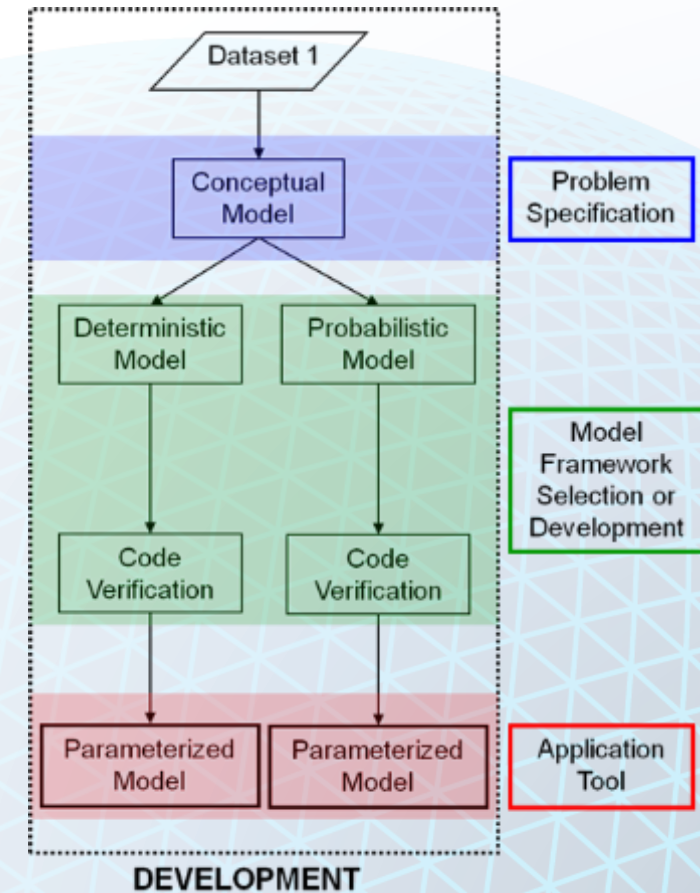 Dataset 1
Conceptual
Model
Problem
Specification
Deterministic
Model
Probabilistic
Model
Model
Framework
Selection or
Development
Code
Verification
Code
Verification
Parameterized
Model
Parameterized
Model
Application
Tool
DEVELOPMENT